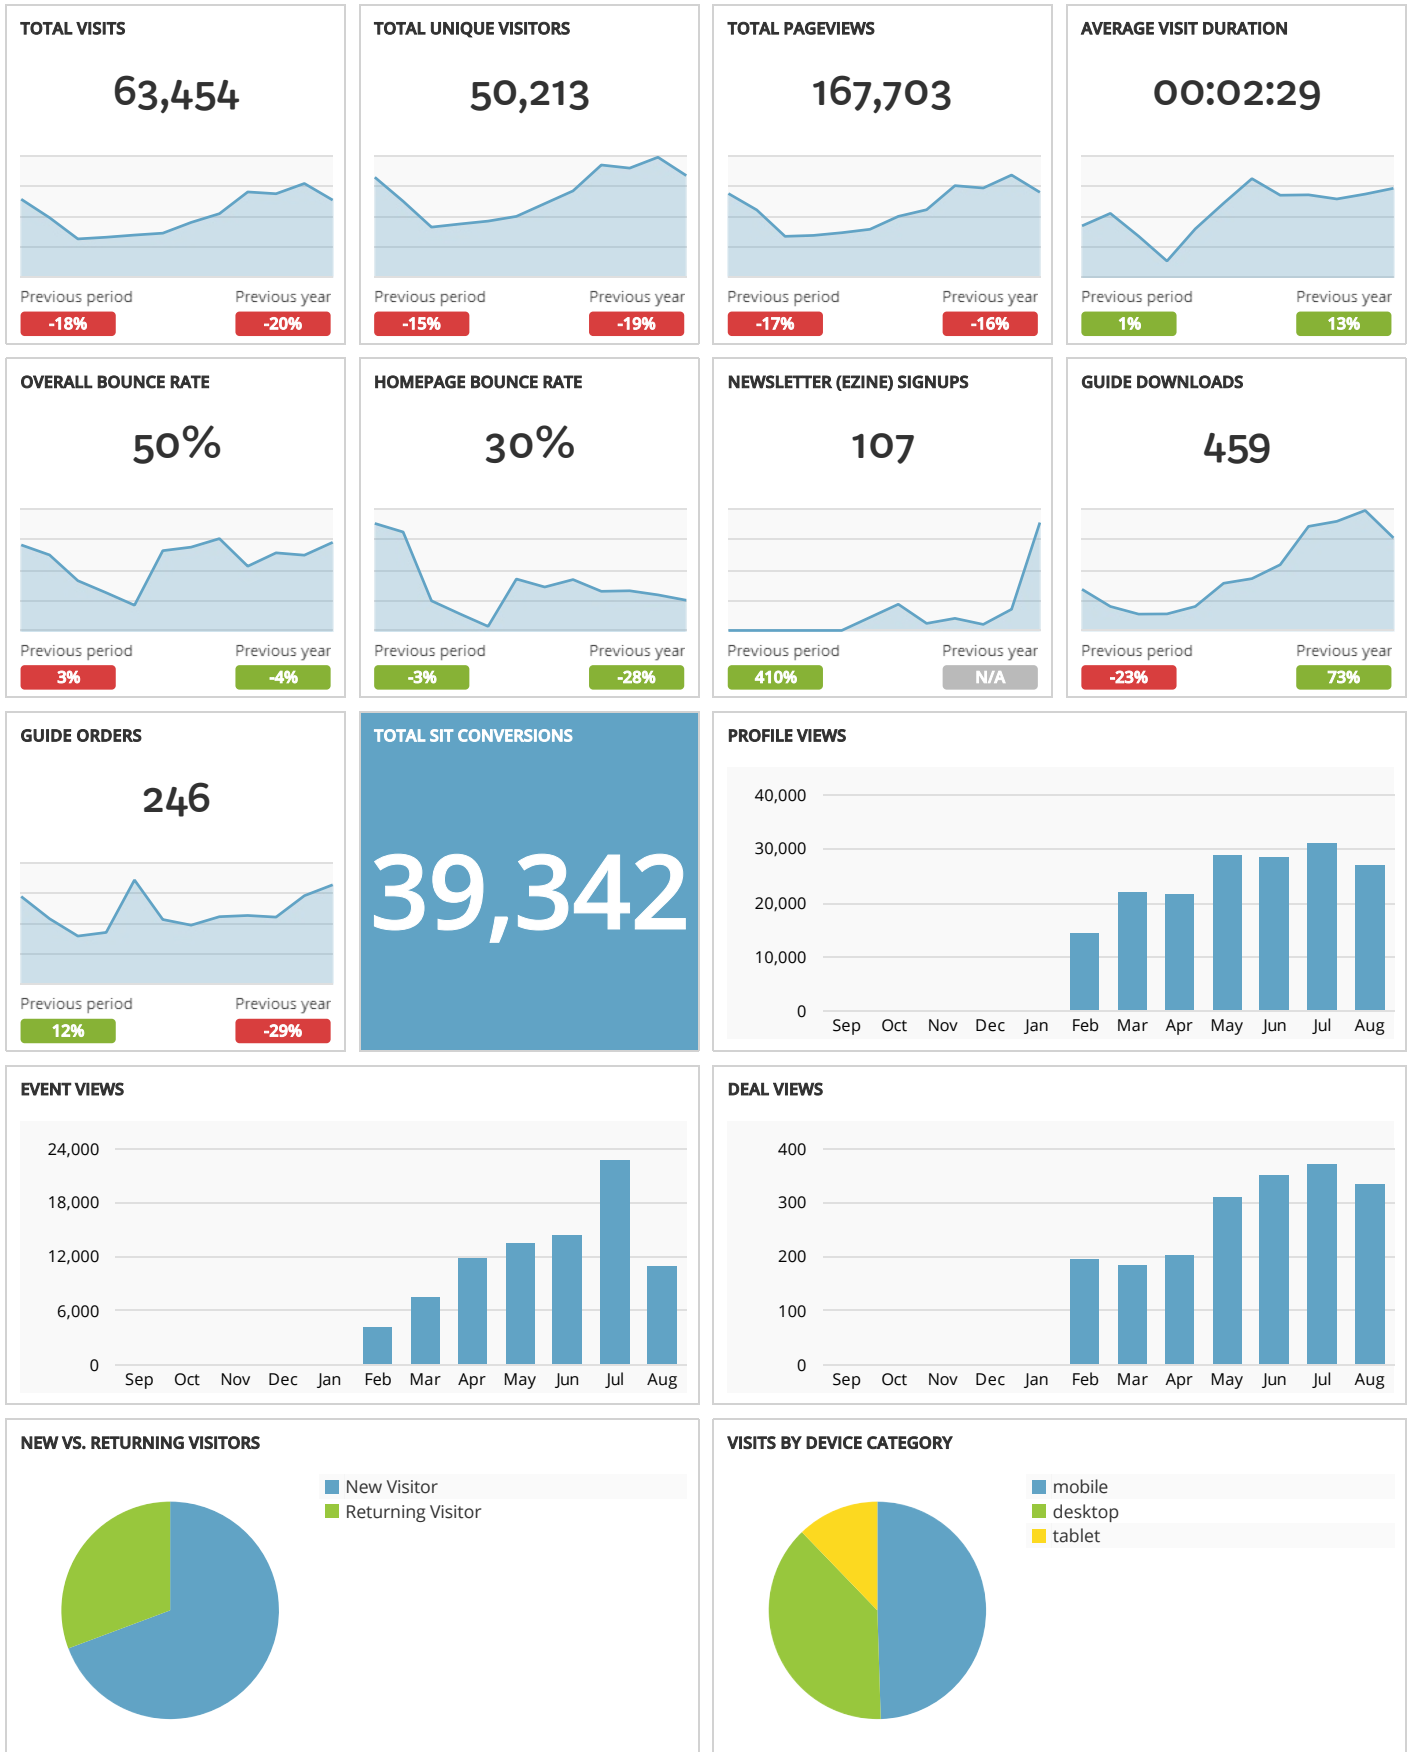 TOTAL VISITS
63,454
Previous period
Previous year
-18%
-20%
TOTAL UNIQUE VISITORS
50,213
Previous period
Previous year
-15%
-19%
TOTAL PAGEVIEWS
167,703
Previous period
Previous year
-17%
-16%
AVERAGE VISIT DURATION
00:02:29
Previous period
Previous year
1%
13%
OVERALL BOUNCE RATE
50%
Previous period
Previous year
3%
-4%
HOMEPAGE BOUNCE RATE
30%
Previous period
Previous year
-3%
-28%
NEWSLETTER (EZINE) SIGNUPS
107
Previous period
Previous year
410%
N/A
GUIDE DOWNLOADS
459
Previous period
Previous year
-23%
73%
GUIDE ORDERS
246
Previous period
Previous year
12%
-29%
TOTAL SIT CONVERSIONS
39,342
PROFILE VIEWS
40,000
30,000
20,000
10,000
0
Sep Oct Nov Dec Jan Feb Mar Apr May Jun Jul Aug
EVENT VIEWS
24,000
18,000
12,000
6,000
0
Sep Oct Nov Dec Jan Feb Mar Apr May Jun Jul Aug
DEAL VIEWS
400
300
200
100
0
Sep Oct Nov Dec Jan Feb Mar Apr May Jun Jul Aug
NEW VS. RETURNING VISITORS
New Visitor
Returning Visitor
VISITS BY DEVICE CATEGORY
mobile
desktop
tablet